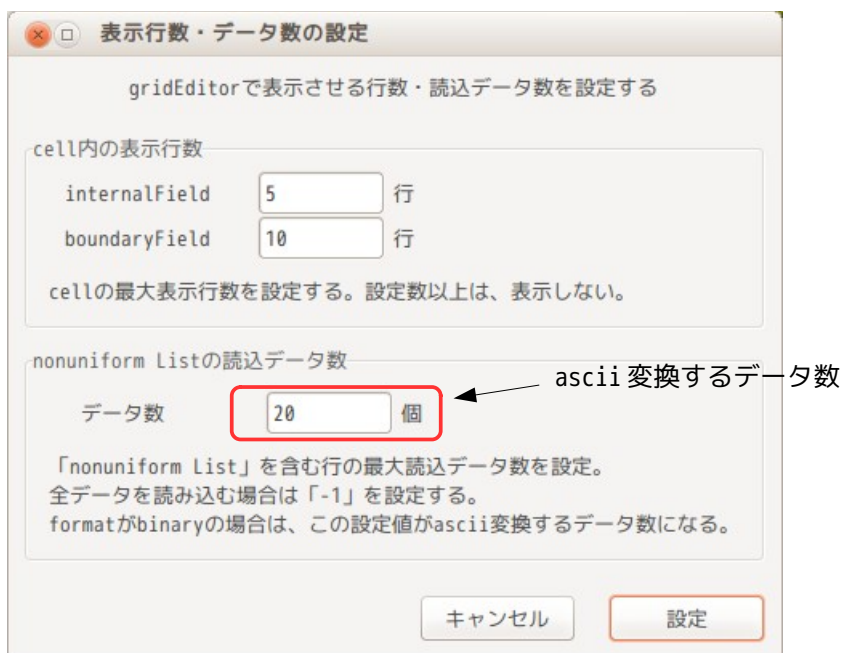 表示行数・データ数の設定
gridEditorで表示させる行数・読込データ数を設定する
cell内の表示行数
internalField 5 行
boundaryField 10 行
cellの最大表示行数を設定する。設定数以上は、表示しない。
nonuniform Listの読込データ数
ascii変換するデータ数
データ数 20 個
「nonuniform List」を含む行の最大読込データ数を設定。
全データを読み込む場合は「-1」を設定する。
formatがbinaryの場合は、この設定値がascii変換するデータ数になる。
キャンセル 設定